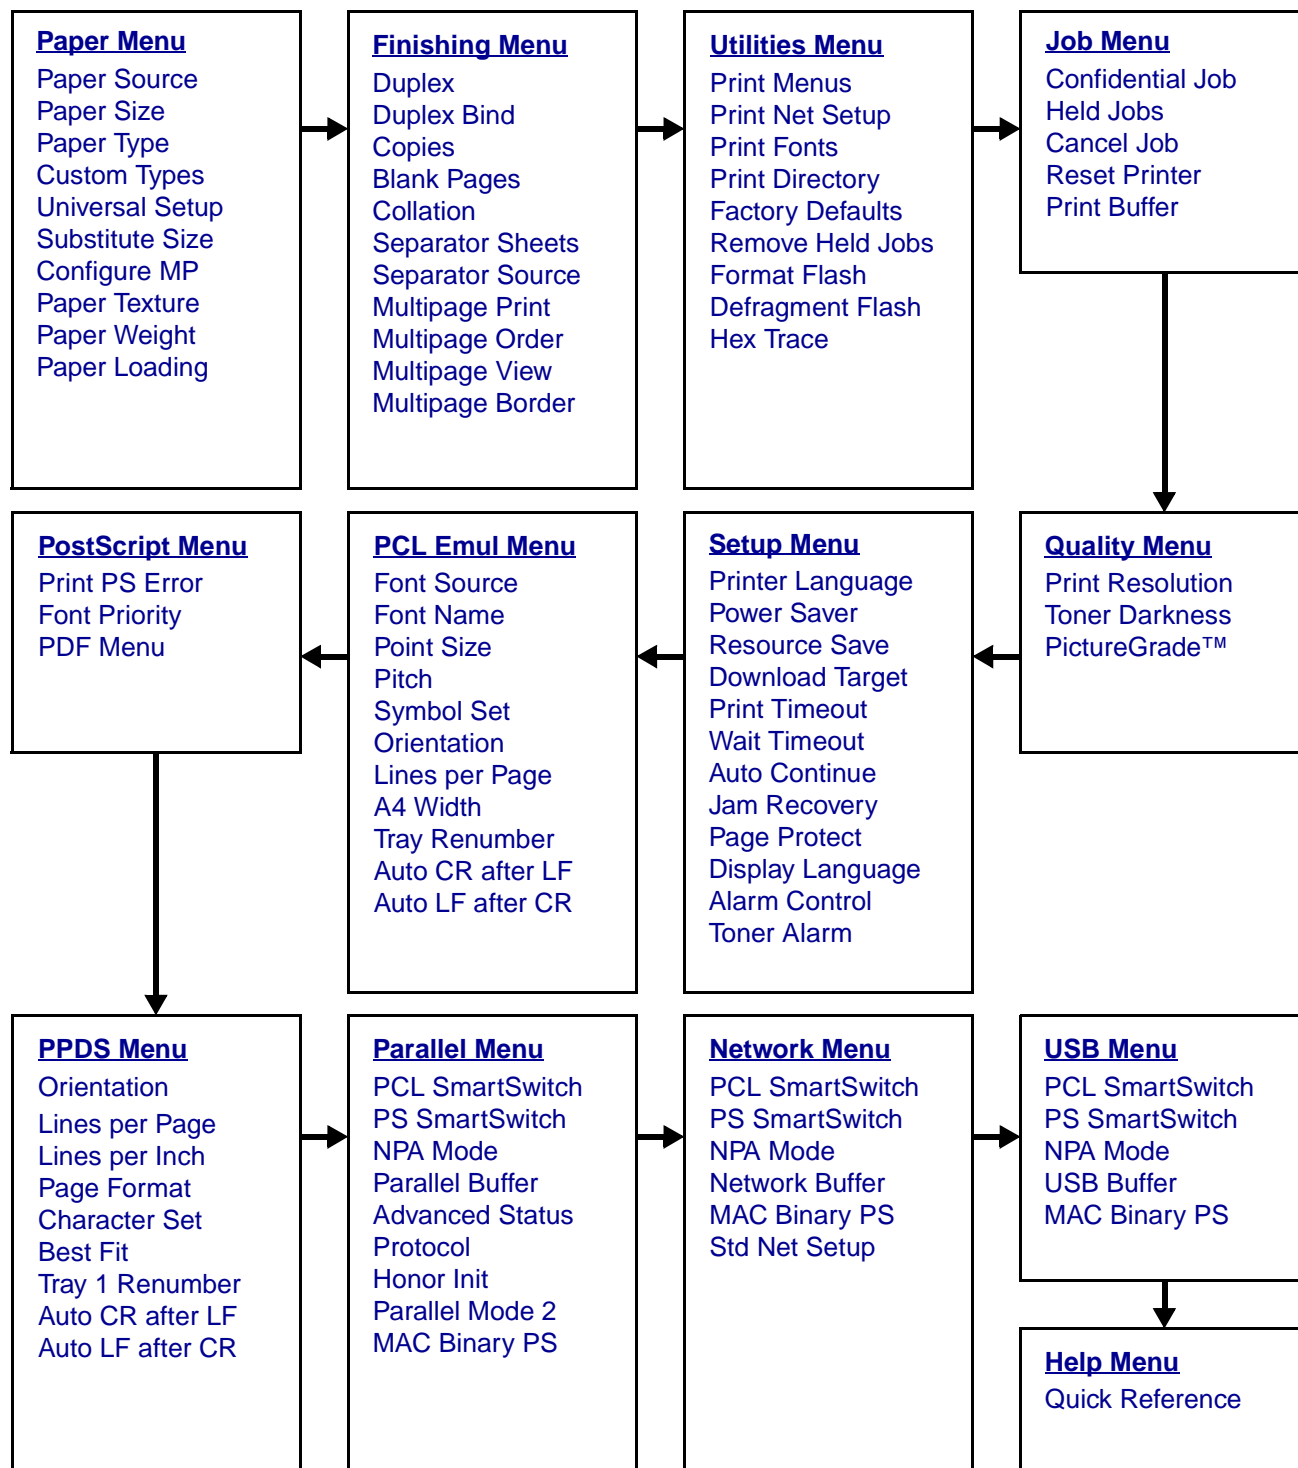 Paper Menu
Paper Source
Paper Size
Paper Type
Custom Types
Universal Setup
Substitute Size
Configure MP
Paper Texture
Paper Weight
Paper Loading
Finishing Menu
Duplex
Duplex Bind
Copies
Blank Pages
Collation
Separator Sheets
Separator Source
Multipage Print
Multipage Order
Multipage View
Multipage Border
Utilities Menu
Print Menus
Print Net Setup
Print Fonts
Print Directory
Factory Defaults
Remove Held Jobs
Format Flash
Defragment Flash
Hex Trace
Job Menu
Confidential Job
Held Jobs
Cancel Job
Reset Printer
Print Buffer
Quality Menu
Print Resolution
Toner Darkness
PictureGrade™
Setup Menu
Printer Language
Power Saver
Resource Save
Download Target
Print Timeout
Wait Timeout
Auto Continue
Jam Recovery
Page Protect
Display Language
Alarm Control
Toner Alarm
PCL Emul Menu
Font Source
Font Name
Point Size
Pitch
Symbol Set
Orientation
Lines per Page
A4 Width
Tray Renumber
Auto CR after LF
Auto LF after CR
PostScript Menu
Print PS Error
Font Priority
PDF Menu
PPDS Menu
Orientation
Lines per Page
Lines per Inch
Page Format
Character Set
Best Fit
Tray 1 Renumber
Auto CR after LF
Auto LF after CR
Parallel Menu
PCL SmartSwitch
PS SmartSwitch
NPA Mode
Parallel Buffer
Advanced Status
Protocol
Honor Init
Parallel Mode 2
MAC Binary PS
Network Menu
PCL SmartSwitch
PS SmartSwitch
NPA Mode
Network Buffer
MAC Binary PS
Std Net Setup
USB Menu
PCL SmartSwitch
PS SmartSwitch
NPA Mode
USB Buffer
MAC Binary PS
Help Menu
Quick Reference